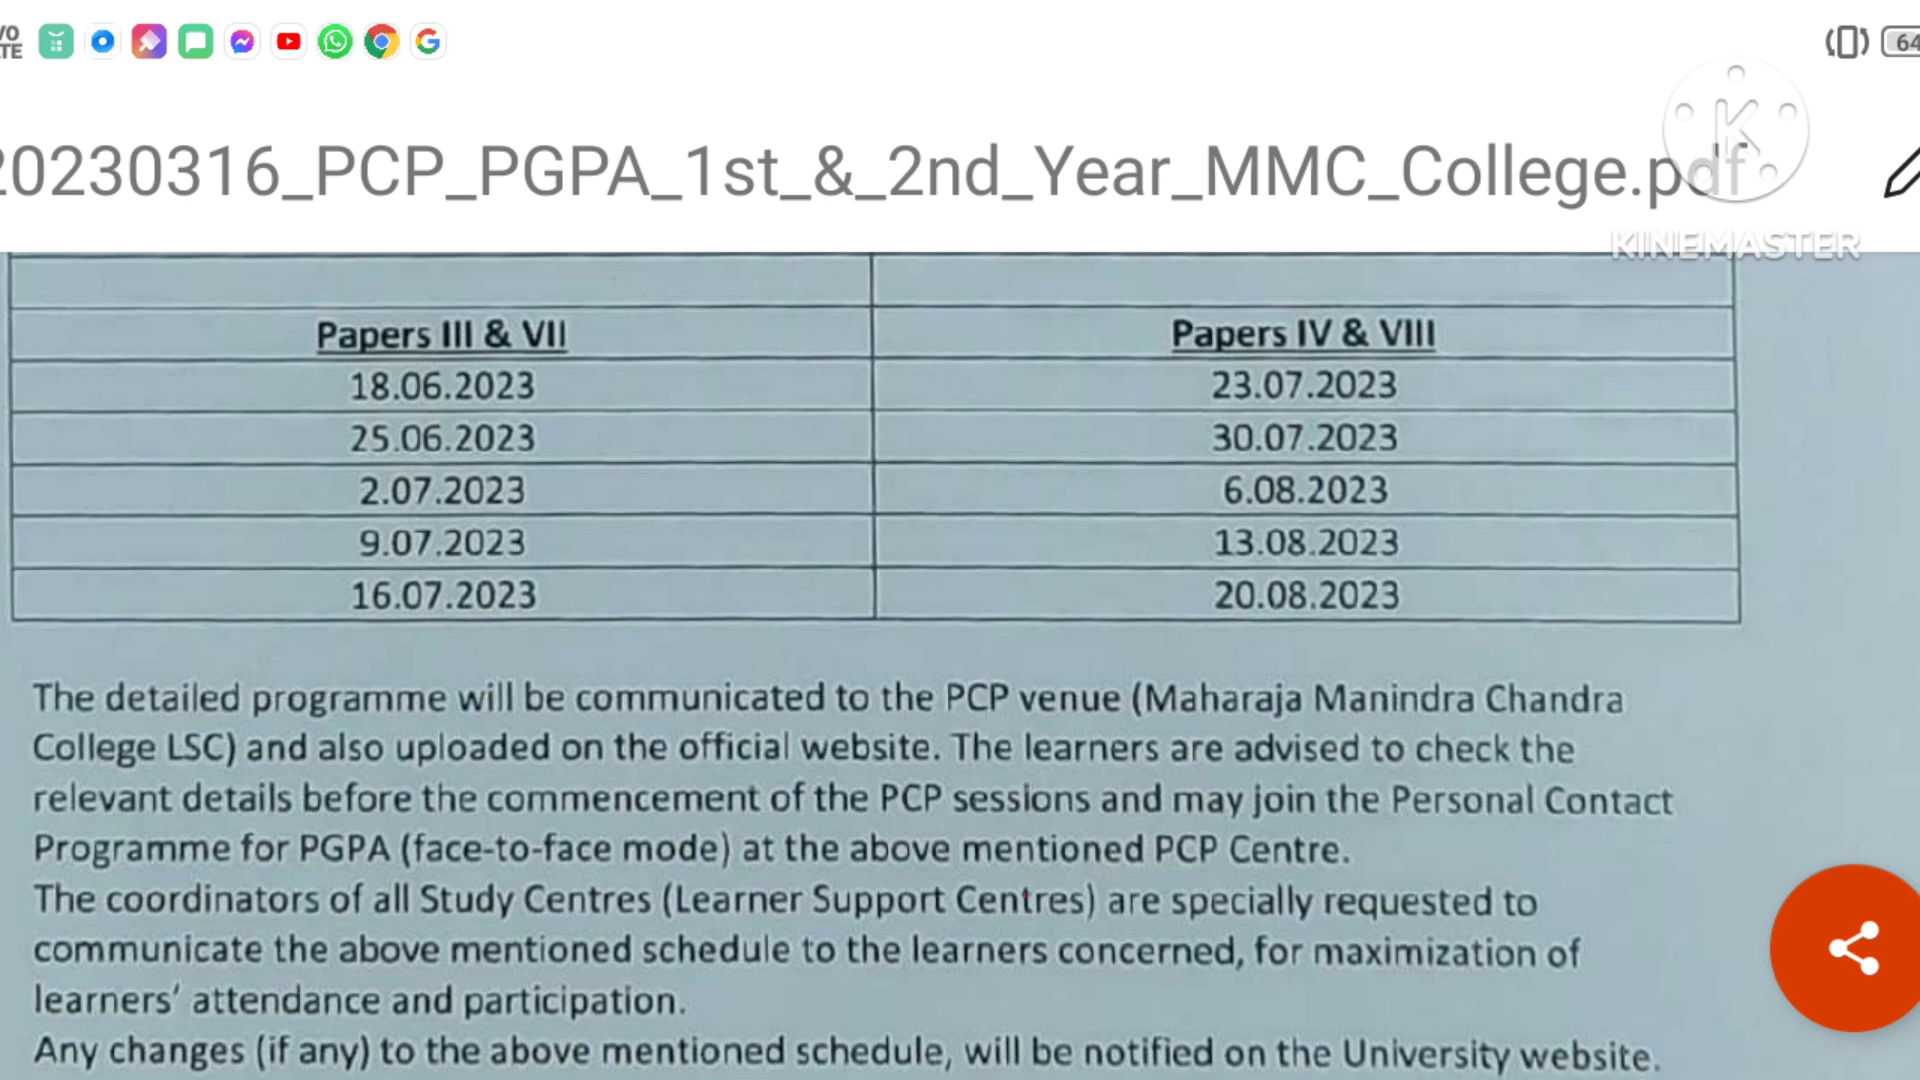 64
20230316_PCP_PGPA_1st_&_2nd_Year_MMC_College.pdf
KINEMASTER
Papers III & VII Papers IV & VIII
18.06.2023 23.07.2023
25.06.2023 30.07.2023
2.07.2023 6.08.2023
9.07.2023 13.08.2023
16.07.2023 20.08.2023
The detailed programme will be communicated to the PCP venue (Maharaja Manindra Chandra
College LSC) and also uploaded on the official website. The learners are advised to check the
relevant details before the commencement of the PCP sessions and may join the Personal Contact
Programme for PGPA (face-to-face mode) at the above mentioned PCP Centre.
The coordinators of all Study Centres (Learner Support Centres) are specially requested to
communicate the above mentioned schedule to the learners concerned, for maximization of
learners' attendance and participation.
Any changes (if any) to the above mentioned schedule, will be notified on the University website.